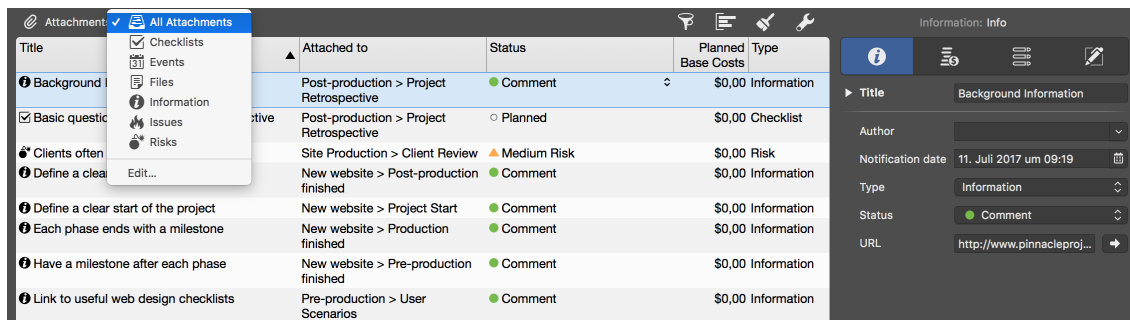 Attachment
All Attachments
Checklists
Events
31
Files
Information
Issues
Risks
Edit...
Title
Attached to
Status
Planned
Base Costs
Type
Background
Post-production > Project
Retrospective
Comment
$0,00
Information
Basic questio
ctive
Post-production > Project
Retrospective
Planned
$0,00
Checklist
Clients often
Site Production > Client Review
Medium Risk
$0,00
Risk
Define a clear
New website > Post-production
finished
Comment
$0,00
Information
Define a clear start of the project
New website > Project Start
Comment
$0,00
Information
Each phase ends with a milestone
New website > Production
finished
Comment
$0,00
Information
Have a milestone after each phase
New website > Pre-production
finished
Comment
$0,00
Information
Link to useful web design checklists
Pre-production > User
Scenarios
Comment
$0,00
Information
Information: Info
Title
Background Information
Author
Notification date
11. Juli 2017 um 09:19
Type
Information
Status
Comment
URL
http://www.pinnacleproj...